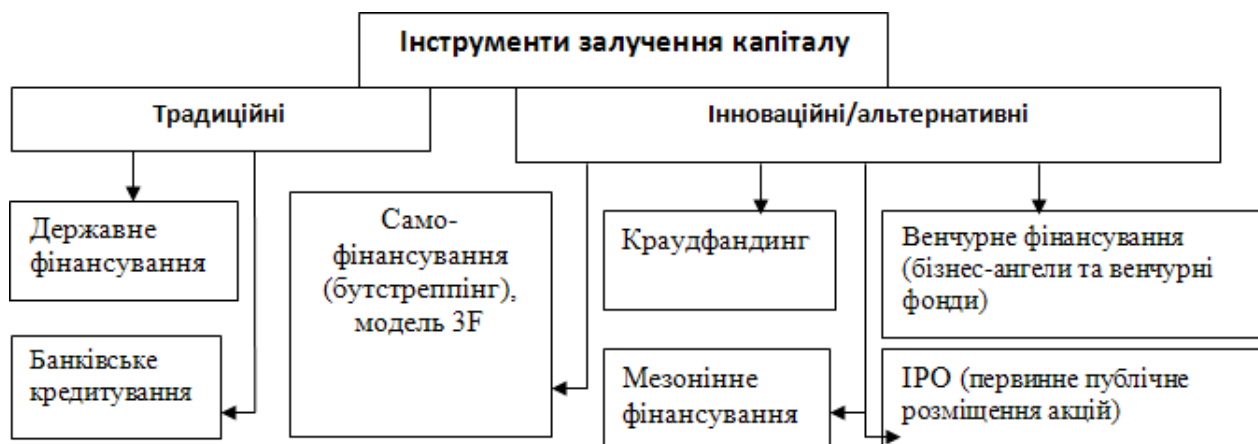 Інструменти залучення капіталу
Традиційні
Інноваційні/альтернативні
Державне
фінансування
Само-
фінансування
(бутстреппінг),
модель 3F
Краудфандинг
Венчурне фінансування
(бізнес-ангели та венчурні
фонди)
Банківське
кредитування
Мезонінне
фінансування
IPO (первинне публічне
розміщення акцій)